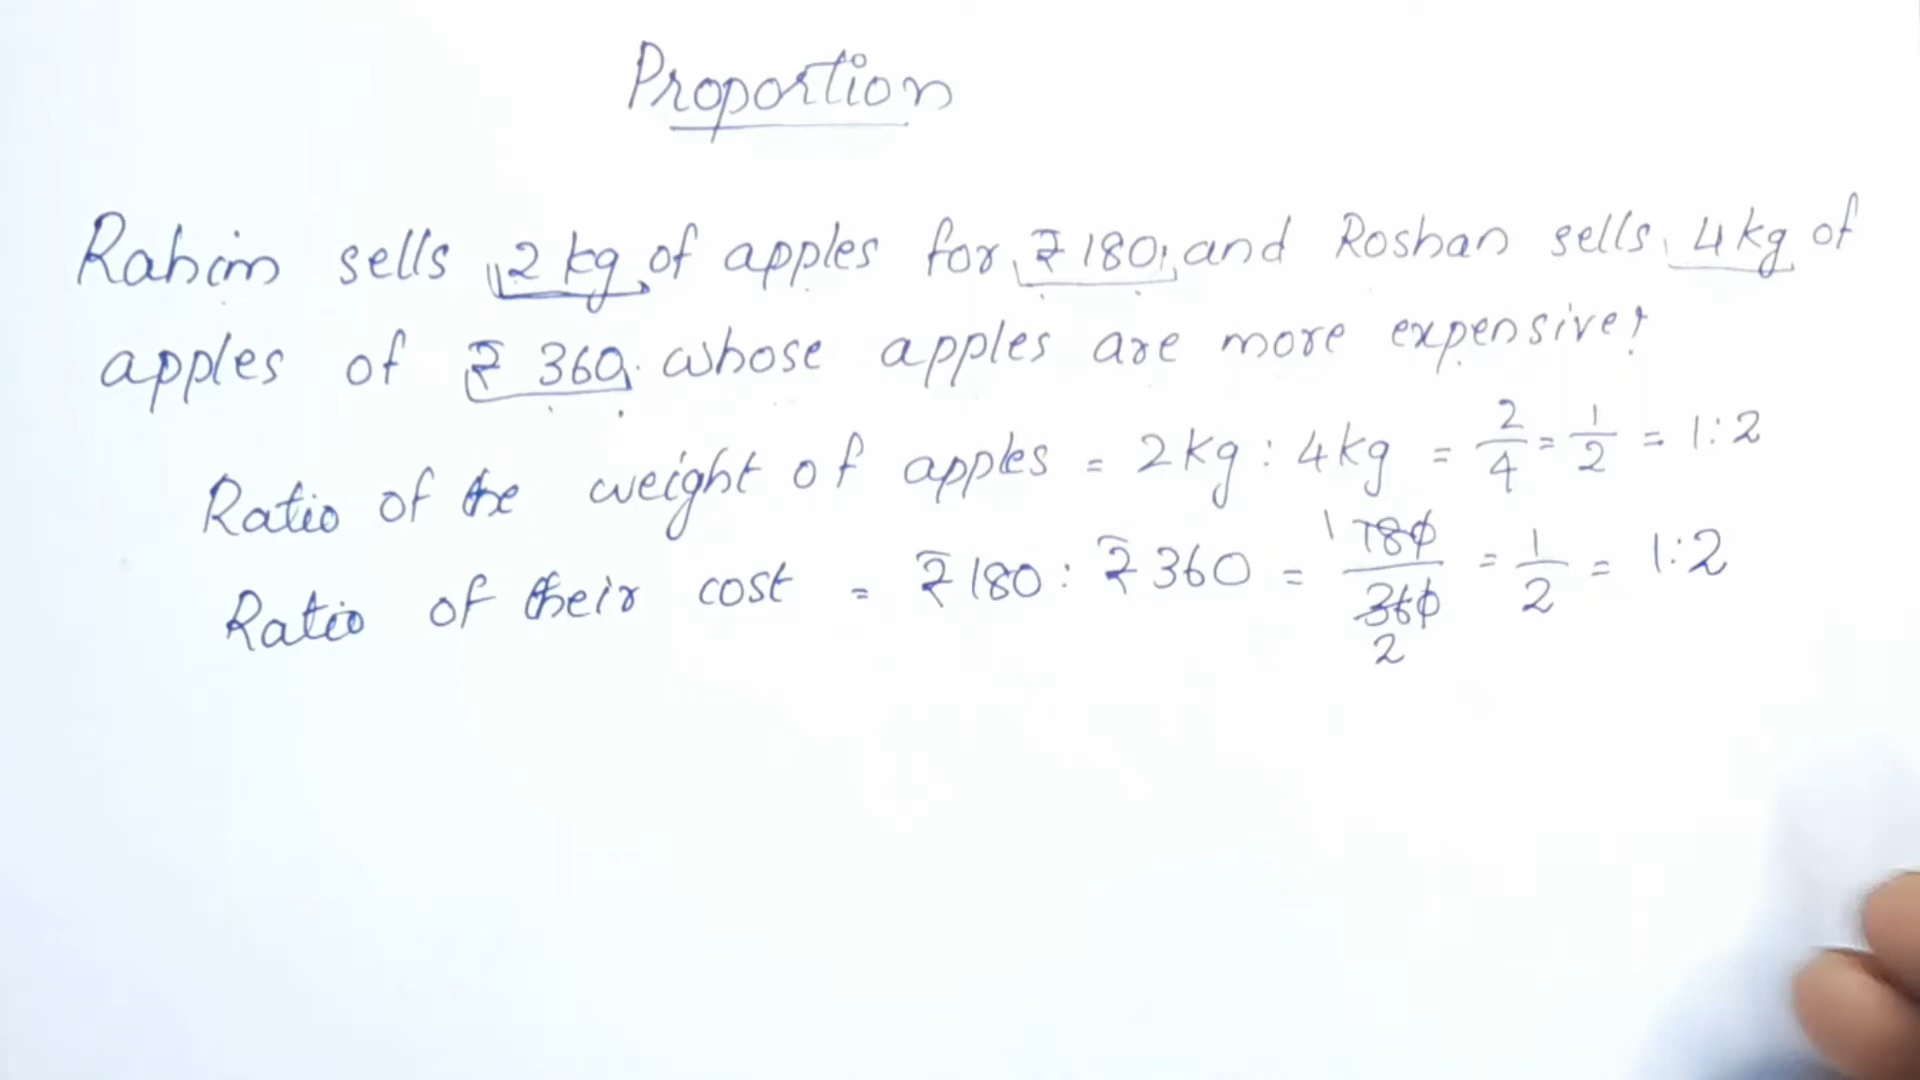 Proportion
Rahim sells 2 kg of apples for ₹ 180, and Roshan sells 4 kg of
apples of ₹ 360. whose apples are more expensive?
Ratio of the weight of apples = 2 kg : 4 kg = 2/4 = 1/2 = 1:2
Ratio of their cost = ₹ 180 : ₹ 360 = 1 180/360 2 = 1/2 = 1:2